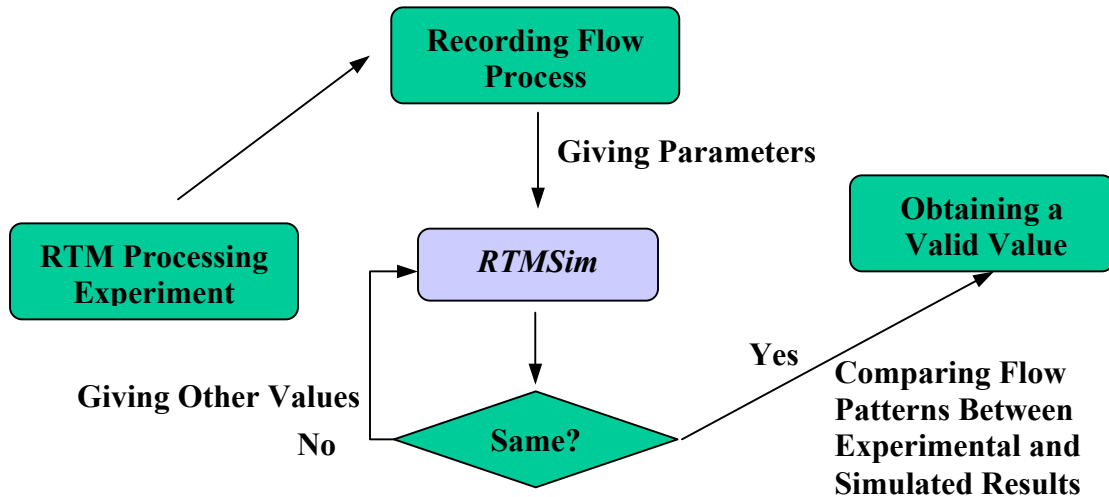 Recording Flow
Process
Giving Parameters
Obtaining a
Valid Value
RTM Processing
Experiment
RTMSim
Yes
Comparing Flow
Patterns Between
Experimental and
Simulated Results
Giving Other Values
No
Same?